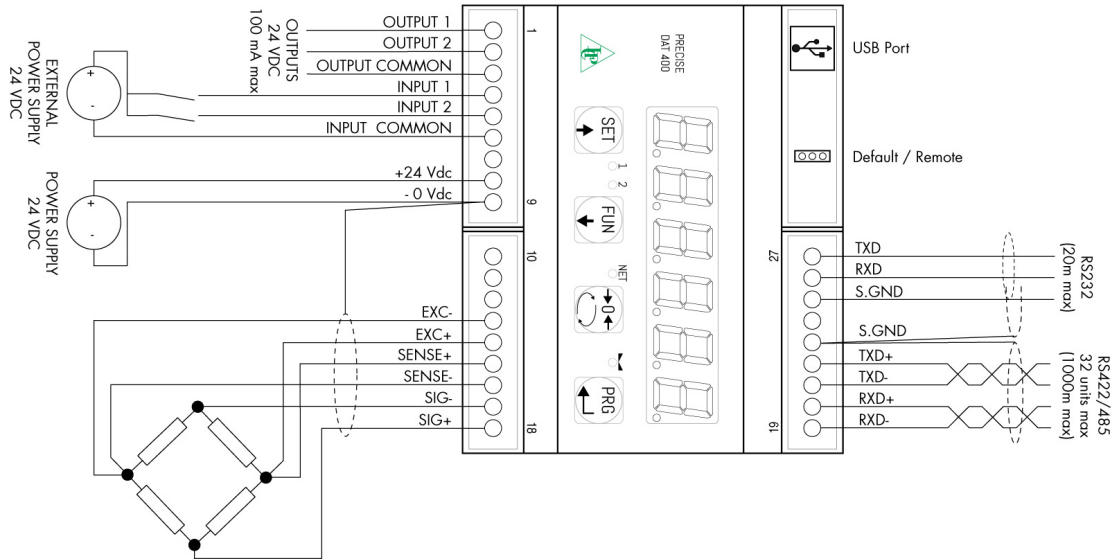 OUTPUT 1
OUTPUT 2
OUTPUT COMMON
INPUT 1
INPUT 2
INPUT COMMON
+24 Vdc
- 0 Vdc
OUTPUTS
24 VDC
100 mA max
EXTERNAL
POWER SUPPLY
24 VDC
+
-
POWER SUPPLY
24 VDC
+
-
EXC-
EXC+
SENSE+
SENSE-
SIG-
SIG+
1
9
10
18
PRECISE
DAT 400
SET
1
2
FUN
NET
0
PRG
USB Port
Default / Remote
27
19
TXD
RXD
S.GND
S.GND
TXD+
TXD-
RXD+
RXD-
RS232
(20m max)
RS422/485
32 units max
(1000m max)